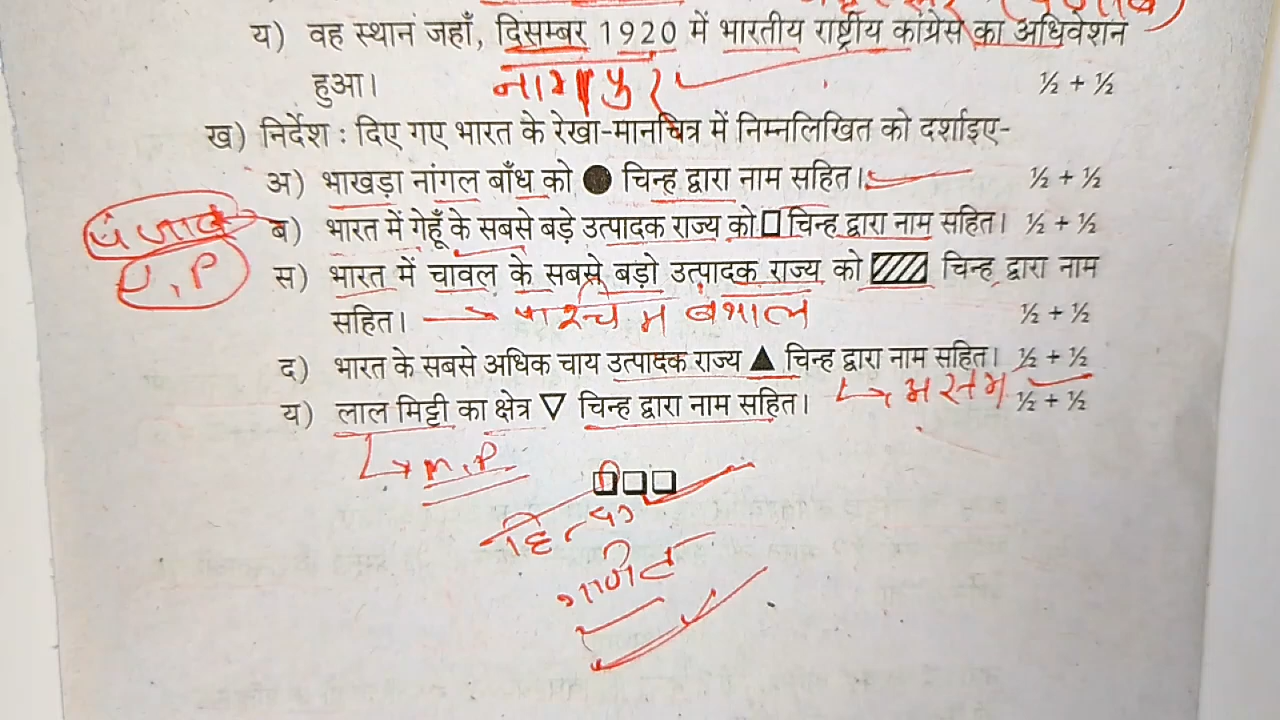 य) वह स्थान जहाँ, दिसम्बर 1920 में भारतीय राष्ट्रीय कांग्रेस का अधिवेशन
हुआ। नागपुर ½ + ½
ख) निर्देश : दिए गए भारत के रेखा-मानचित्र में निम्नलिखित को दर्शाइए-
अ) भाखड़ा नांगल बाँध को ● चिन्ह द्वारा नाम सहित। ½ + ½
पंजाब ब) भारत में गेहूँ के सबसे बड़े उत्पादक राज्य को □ चिन्ह द्वारा नाम सहित। ½ + ½
U.P स) भारत में चावल के सबसे बड़ो उत्पादक राज्य को ▨ चिन्ह द्वारा नाम
सहित। → पश्चिम बंगाल ½ + ½
द) भारत के सबसे अधिक चाय उत्पादक राज्य ▲ चिन्ह द्वारा नाम सहित। ½ + ½
य) लाल मिट्टी का क्षेत्र ▽ चिन्ह द्वारा नाम सहित। ↳ असम ½ + ½
↳ M.P
□□□
हिन्दी
गणित